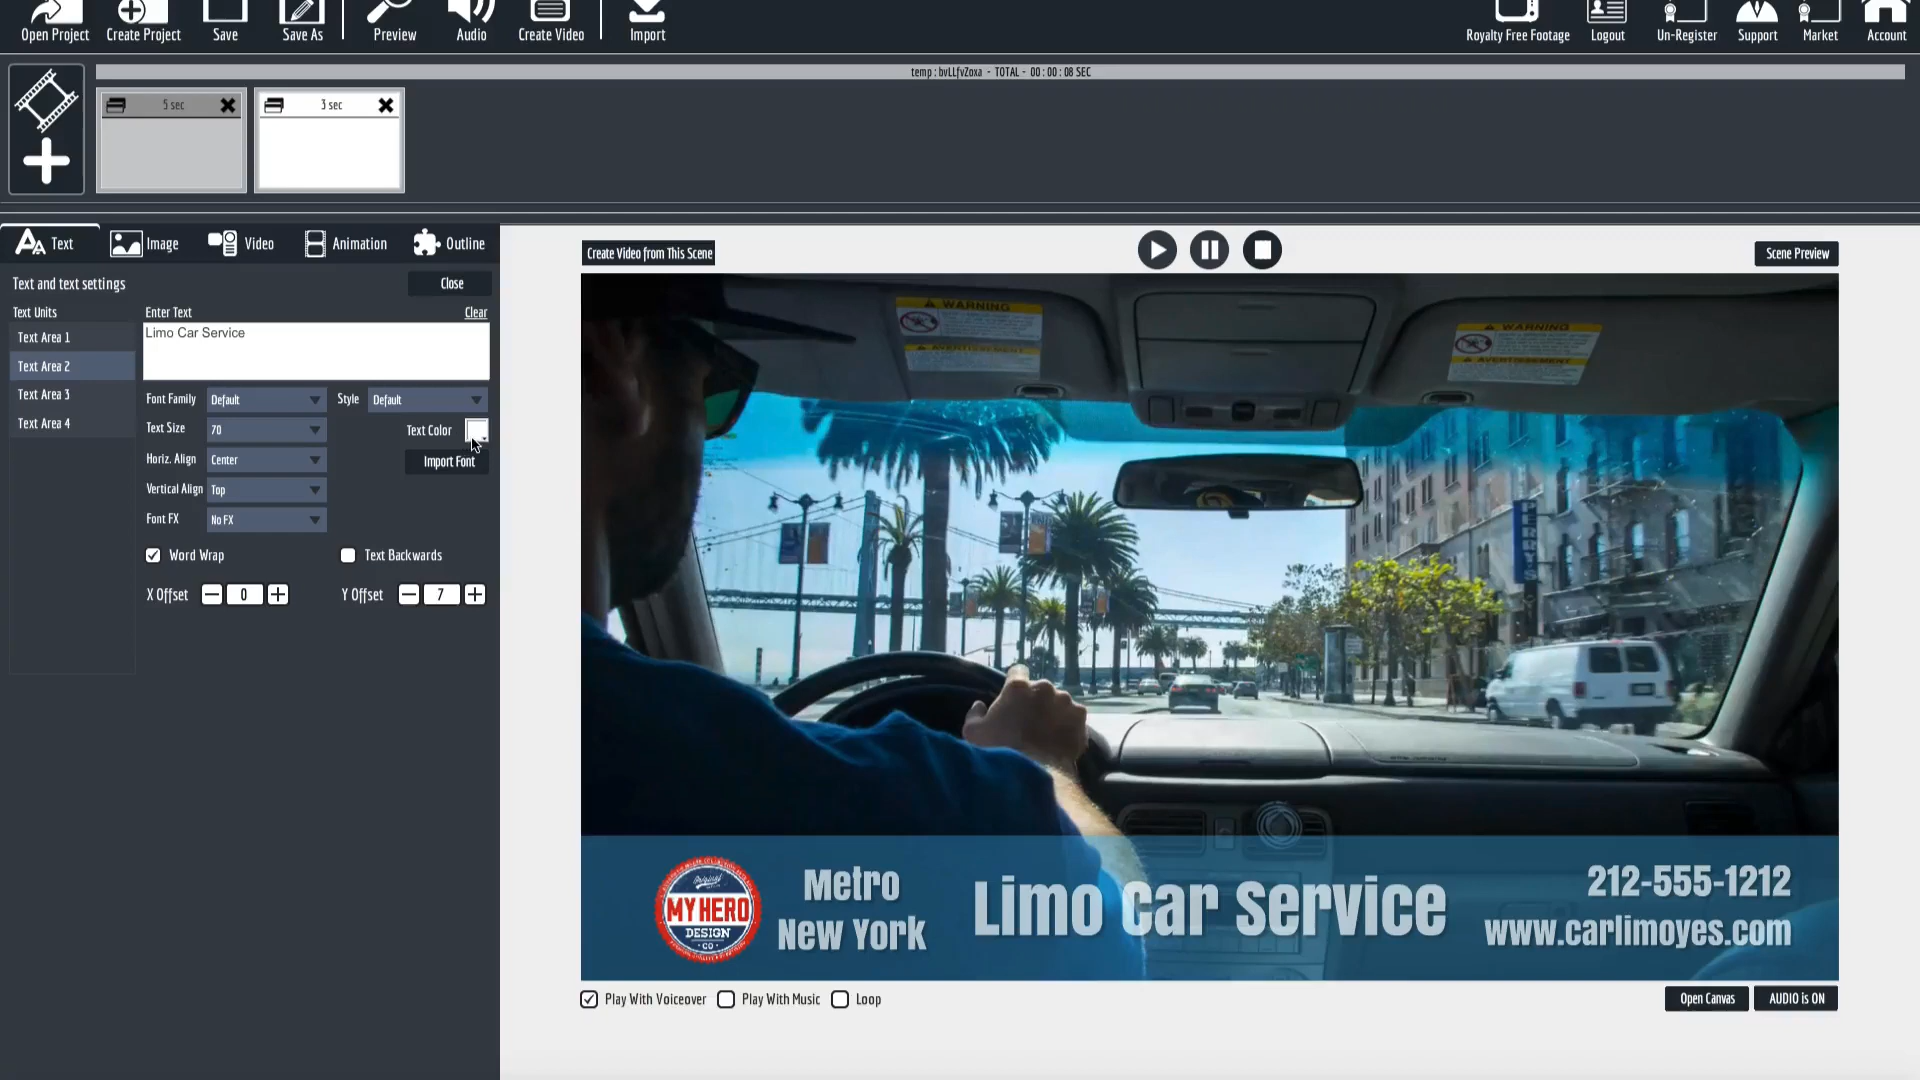 Open Project
Create Project
Save
Save As
Preview
Audio
Create Video
Import
Royalty Free Footage
Logout
Un-Register
Support
Market
Account
temp : bvLLfvZoxa - TOTAL - 00 : 00 : 08 SEC
5 sec
3 sec
Text
Image
Video
Animation
Outline
Create Video from This Scene
Scene Preview
Text and text settings
Close
Text Units
Enter Text
Clear
Text Area 1
Text Area 2
Text Area 3
Text Area 4
Limo Car Service
Font Family
Default
Style
Default
Text Size
70
Text Color
Horiz. Align
Center
Import Font
Vertical Align
Top
Font FX
No FX
Word Wrap
Text Backwards
X Offset
0
Y Offset
7
WARNING
AVERTISSEMENT
WARNING
AVERTISSEMENT
PERRY'S
Original
MY HERO
DESIGN
CO
Metro
New York
Limo Car Service
212-555-1212
www.carlimoyes.com
Play With Voiceover
Play With Music
Loop
Open Canvas
AUDIO is ON